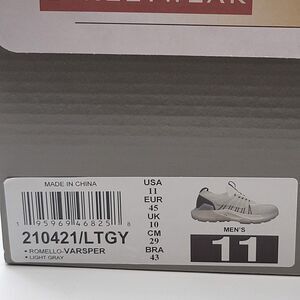 MADE IN CHINA
1 95969 46825 8
210421/LTGY
• ROMELLO-VARSPER
• LIGHT GRAY
USA
11
EUR
45
UK
10
CM
29
BRA
43
MEN'S
11